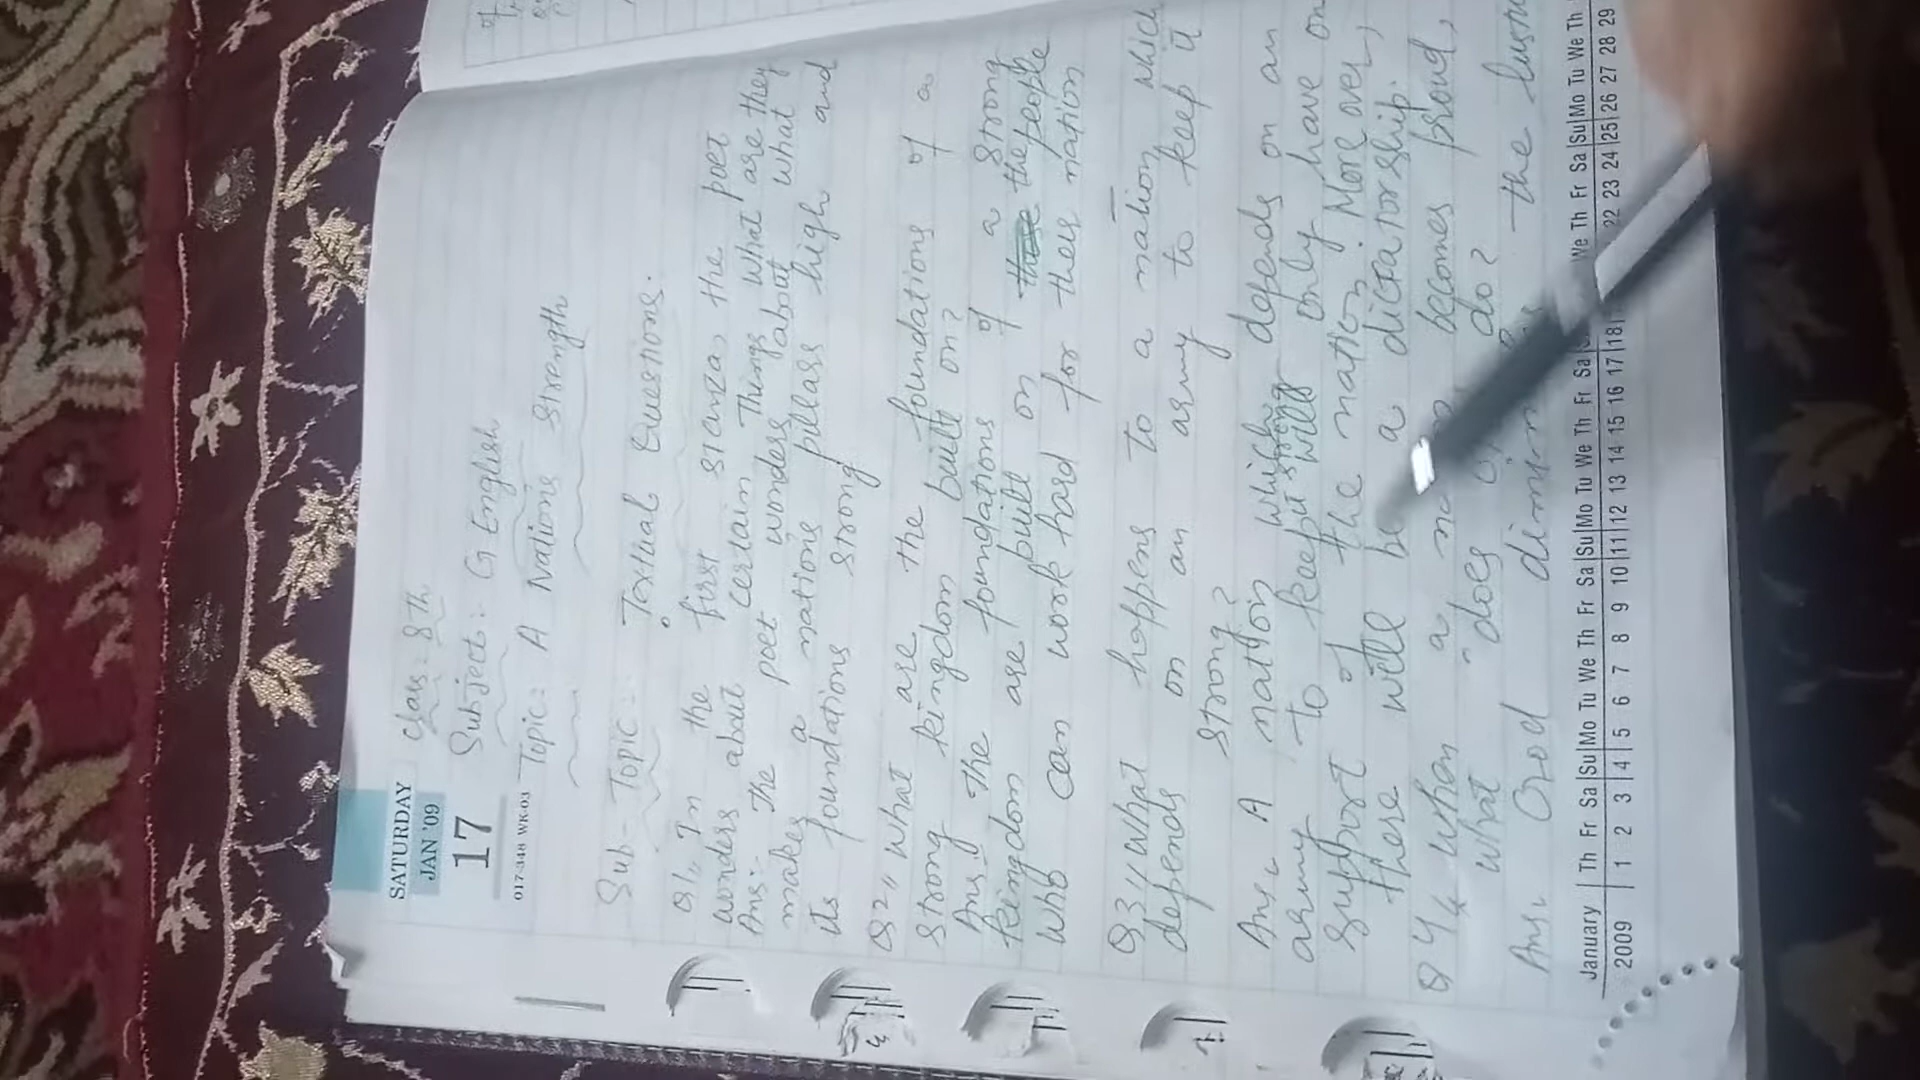 SATURDAY
JAN '09
17
017-348 WK-03
Class: 8th
Subject: G English
Topic: A Nations Strength
Sub-Topic: Textual Questions.
Q1, In the first stanza, the poet
wonders about certain Things what are they
Ans:- The poet wonders about what
makes a nations pillars high and
its foundations strong
Q2,, What are the foundations of a
strong kingdom built on?
Ans. The foundations of a strong
kingdom are built on the people
who can work hard for their nation
Q3,, What happens to a nation which
depends on an army to keep it
strong?
Ans, A nation which depends on an
army to keep it strong will only have
support of the nation. More over,
there will be a dictatorship.
Q4, when a becomes proud,
what does do?
Ans. God the
January Th Fr Sa Su Mo Tu We Th Fr Sa Su Mo Tu We Th Fr Sa We Th Fr Sa Su Mo Tu We Th
2009 1 2 3 4 5 6 7 8 9 10 11 12 13 14 15 16 17 18 22 23 24 25 26 27 28 29